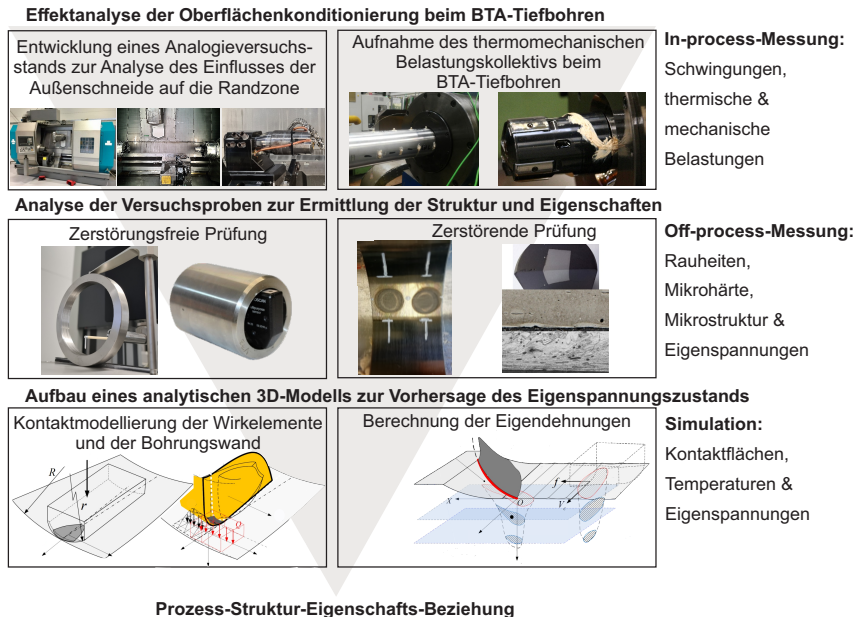 Effektanalyse der Oberflächenkonditionierung beim BTA-Tiefbohren
Entwicklung eines Analogieversuchs-
stands zur Analyse des Einflusses der
Außenschneide auf die Randzone
Aufnahme des thermomechanischen
Belastungskollektivs beim
BTA-Tiefbohren
In-process-Messung:
Schwingungen,
thermische &
mechanische
Belastungen
Analyse der Versuchsproben zur Ermittlung der Struktur und Eigenschaften
Zerstörungsfreie Prüfung
Zerstörende Prüfung
Off-process-Messung:
Rauheiten,
Mikrohärte,
Mikrostruktur &
Eigenspannungen
Aufbau eines analytischen 3D-Modells zur Vorhersage des Eigenspannungszustands
Kontaktmodellierung der Wirkelemente
und der Bohrungswand
R
r
Q
Berechnung der Eigendehnungen
x
O
f
V
Simulation:
Kontaktflächen,
Temperaturen &
Eigenspannungen
Prozess-Struktur-Eigenschafts-Beziehung